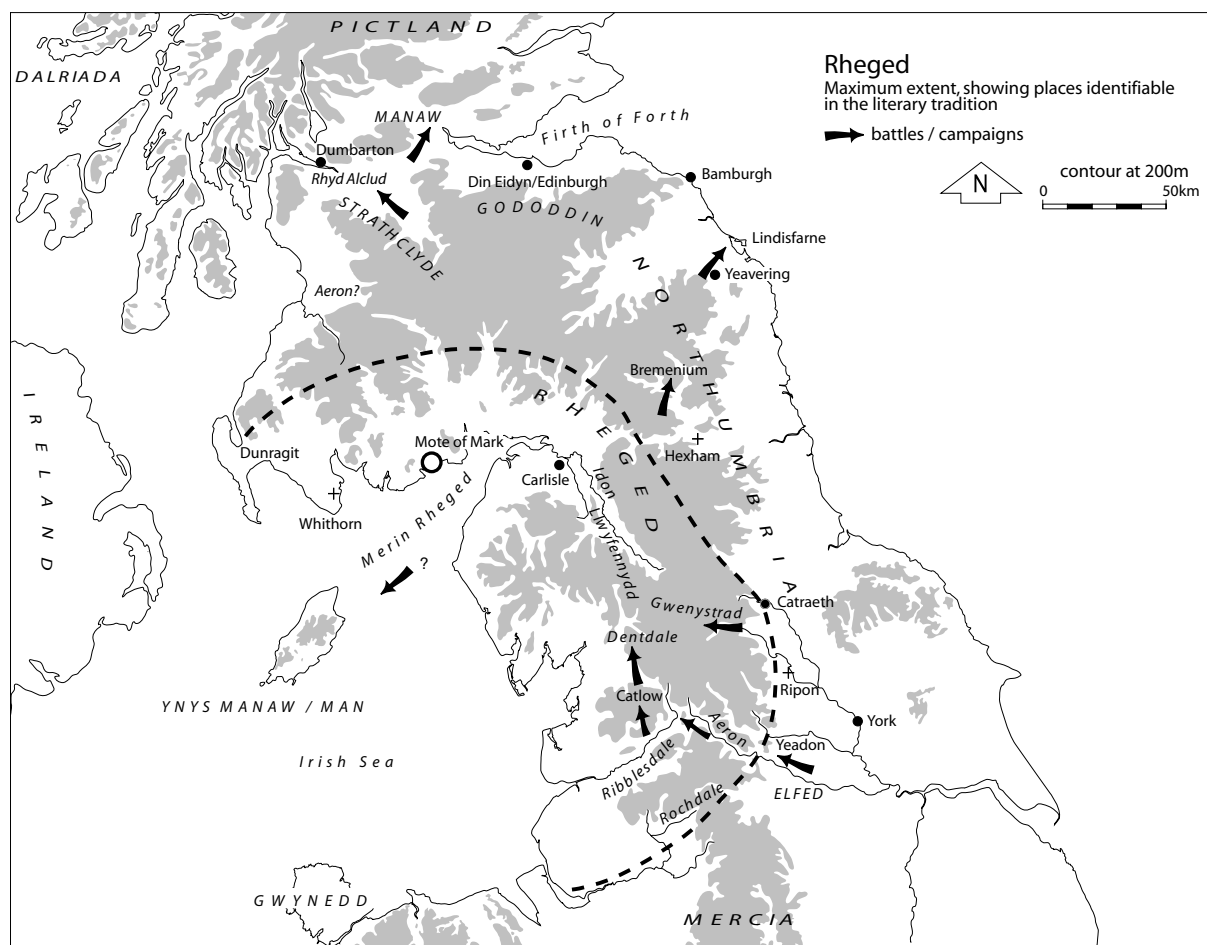 PICTLAND
DALRIADA
Rheged
Maximum extent, showing places identifiable
in the literary tradition
battles / campaigns
N
contour at 200m
0
50km
MANAW
Firth of Forth
Dumbarton
Rhyd Alclud
Din Eidyn/Edinburgh
GODODDIN
Bamburgh
STRATHCLYDE
Lindisfarne
Yeavering
Aeron?
NORTHUMBRIA
Bremenium
IRELAND
RHEGED
Dunragit
Mote of Mark
Hexham
Carlisle
Idon
Whithorn
Merin Rheged
Llwyfennydd
?
Catraeth
Gwenystrad
Dentdale
Catlow
Ripon
YNYS MANAW / MAN
York
Aeron
Yeadon
Irish Sea
Ribblesdale
ELFED
Rochdale
GWYNEDD
MERCIA